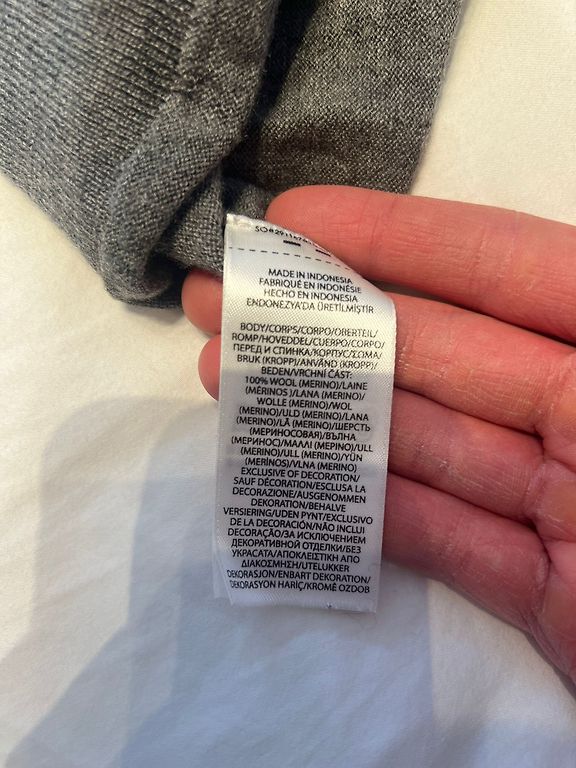 MADE IN INDONESIA
FABRIQUÉ EN INDONÉSIE
HECHO EN INDONESIA
ENDONEZYA'DA ÜRETİLMİŞTİR
BODY/CORPS/CORPO/OBERTEIL/
ROMP/HOVEDDEL/CUERPO/CORPO/
ПЕРЕД И СПИНКА/КОРПУС/ΣΩΜΑ/
BRUK (KROPP)/ANVÄND (KROPP)/
BEDEN/VRCHNÍ ČÁST:
100% WOOL (MERINO)/LAINE
(MÉRINOS)/LANA (MERINO)/
WOLLE (MERINO)/WOL
(MERINO)/ULD (MERINO)/LANA
(MERINO)/LÃ (MERINO)/ШЕРСТЬ
(МЕРИНОСОВАЯ)/ВЪЛНА
(МЕРИНОС)/ΜΑΛΛΙ (ΜΕΡΙΝΟ)/ULL
(MERINO)/ULL (MERINO)/YÜN
(MERİNOS)/VLNA (MERINO)
EXCLUSIVE OF DECORATION/
SAUF DÉCORATION/ESCLUSA LA
DECORAZIONE/AUSGENOMMEN
DEKORATION/BEHALVE
VERSIERING/UDEN PYNT/EXCLUSIVO
DE LA DECORACIÓN/NÃO INCLUI
DECORAÇÃO/ЗА ИСКЛЮЧЕНИЕМ
ДЕКОРАТИВНОЙ ОТДЕЛКИ/БЕЗ
УКРАСАТА/ΑΠΟΚΛΕΙΣΤΙΚΗ ΑΠΟ
ΔΙΑΚΟΣΜΗΣΗ/UTELUKKER
DEKORASJON/ENBART DEKORATION/
DEKORASYON HARİÇ/KROMĚ OZDOB